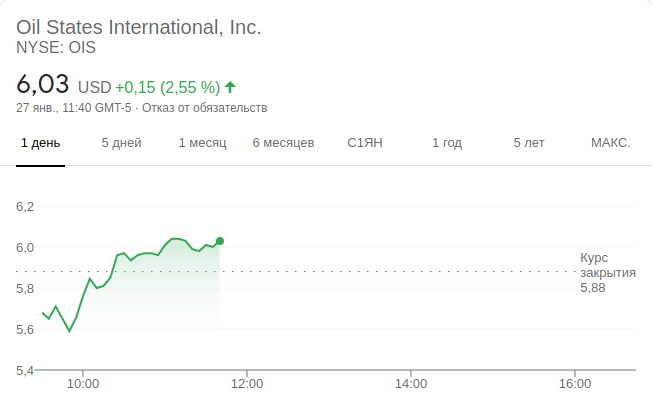 Oil States International, Inc.
NYSE: OIS
6,03 USD +0,15 (2,55 %)
27 янв., 11:40 GMT-5 · Отказ от обязательств
1 день 5 дней 1 месяц 6 месяцев С1ЯН 1 год 5 лет МАКС.
6,2
6,0
Курс
закрытия
5,88
5,8
5,6
5,4
10:00 12:00 14:00 16:00